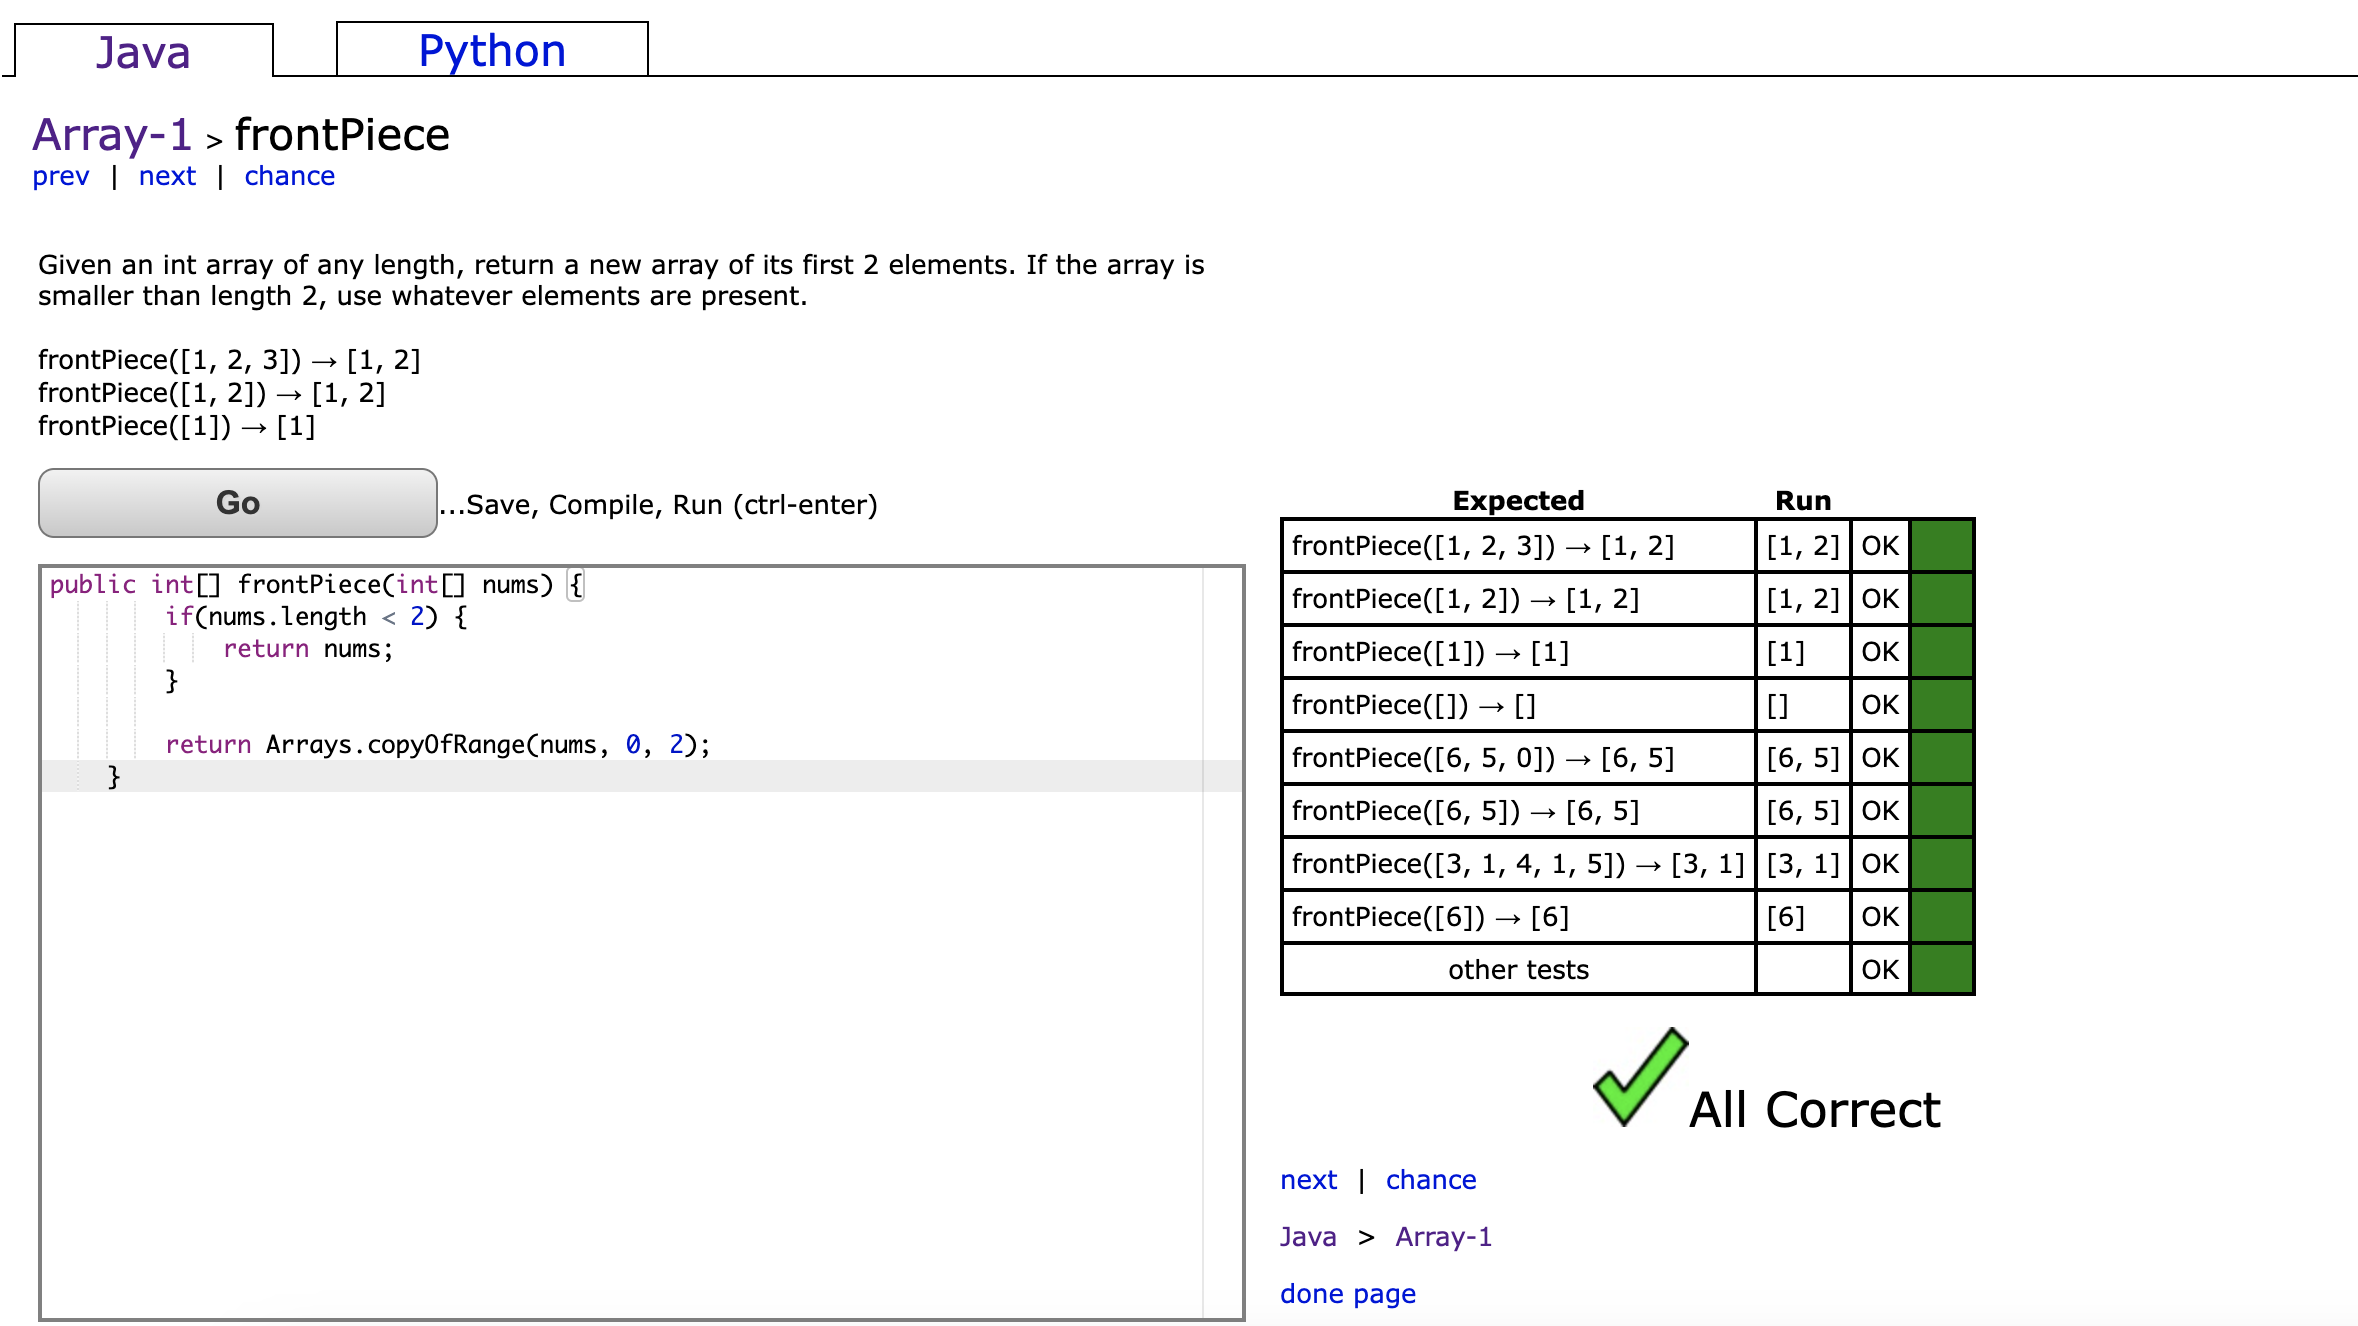 Java
Python
Array-1 > frontPiece
prev | next | chance
Given an int array of any length, return a new array of its first 2 elements. If the array is
smaller than length 2, use whatever elements are present.
frontPiece([1, 2, 3]) → [1, 2]
frontPiece([1, 2]) → [1, 2]
frontPiece([1]) → [1]
Go
...Save, Compile, Run (ctrl-enter)
public int[] frontPiece(int[] nums) {
if(nums.length < 2) {
return nums;
}
return Arrays.copyOfRange(nums, 0, 2);
}
Expected Run
frontPiece([1, 2, 3]) → [1, 2] [1, 2] OK
frontPiece([1, 2]) → [1, 2] [1, 2] OK
frontPiece([1]) → [1] [1] OK
frontPiece([]) → [] [] OK
frontPiece([6, 5, 0]) → [6, 5] [6, 5] OK
frontPiece([6, 5]) → [6, 5] [6, 5] OK
frontPiece([3, 1, 4, 1, 5]) → [3, 1] [3, 1] OK
frontPiece([6]) → [6] [6] OK
other tests OK
All Correct
next | chance
Java > Array-1
done page